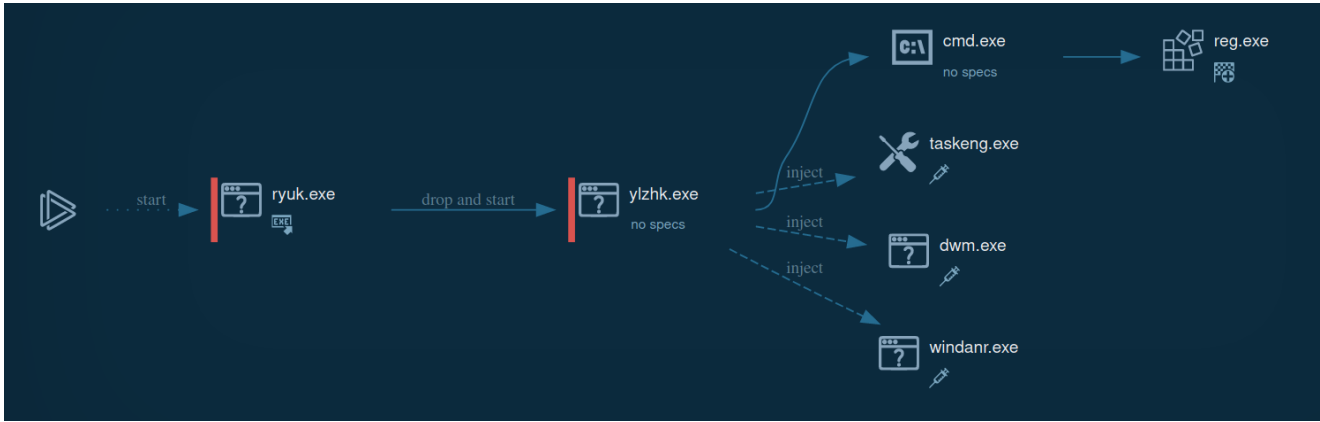 cmd.exe
no specs
reg.exe
taskeng.exe
start
ryuk.exe
EXE
drop and start
ylzhk.exe
no specs
inject
inject
dwm.exe
inject
windanr.exe
C:\
?
?
?
?